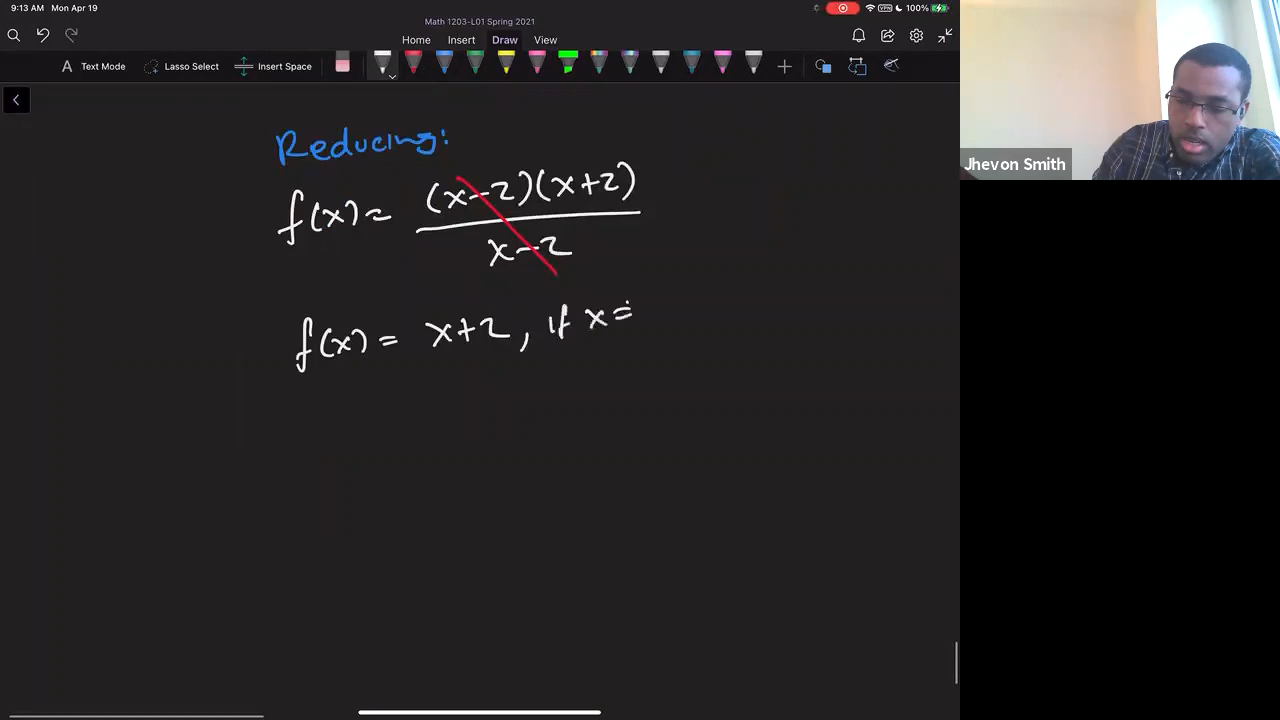 9:13 AM Mon Apr 19
VPN 100%
Math 1203-L01 Spring 2021
Home Insert Draw View
Text Mode Lasso Select Insert Space
Reducing:
f(x) = (x-2)(x+2)
x-2
f(x) = x+2, if x=
Jhevon Smith